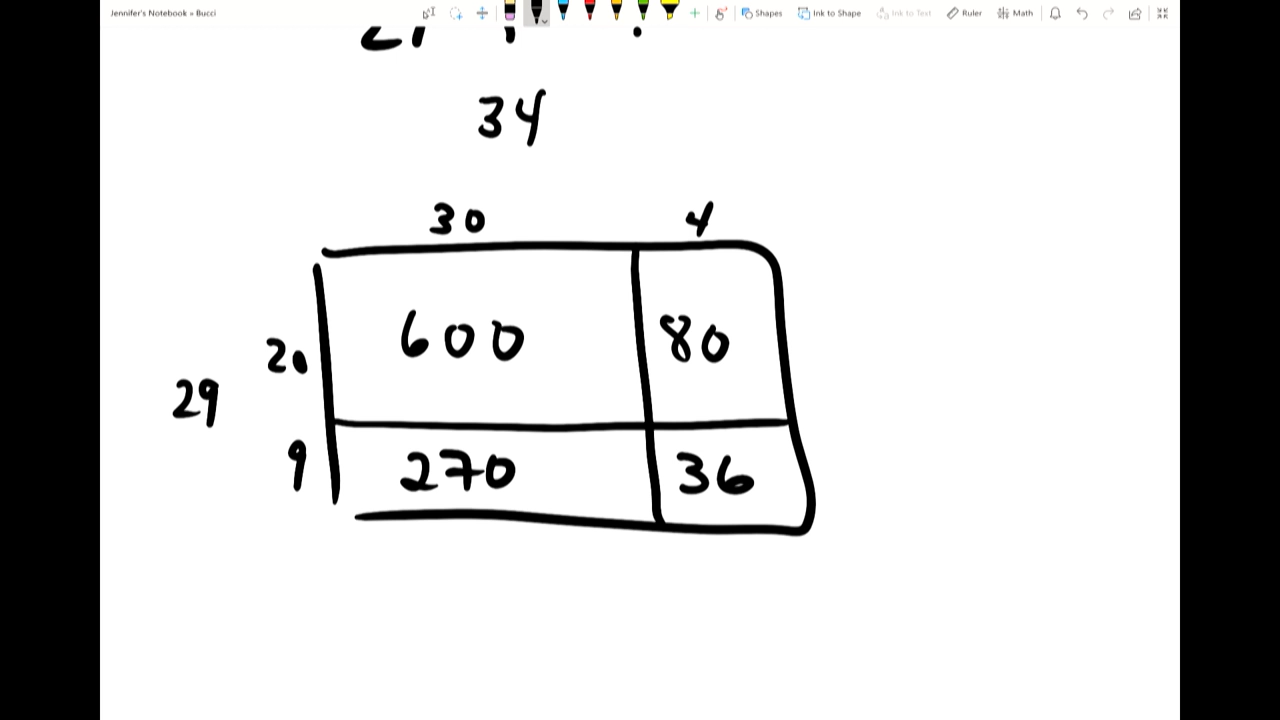 Jennifer's Notebook » Bucci
Shapes Ink to Shape Ink to Text Ruler Math
34
30 4
600 80
20
29
9 270 36